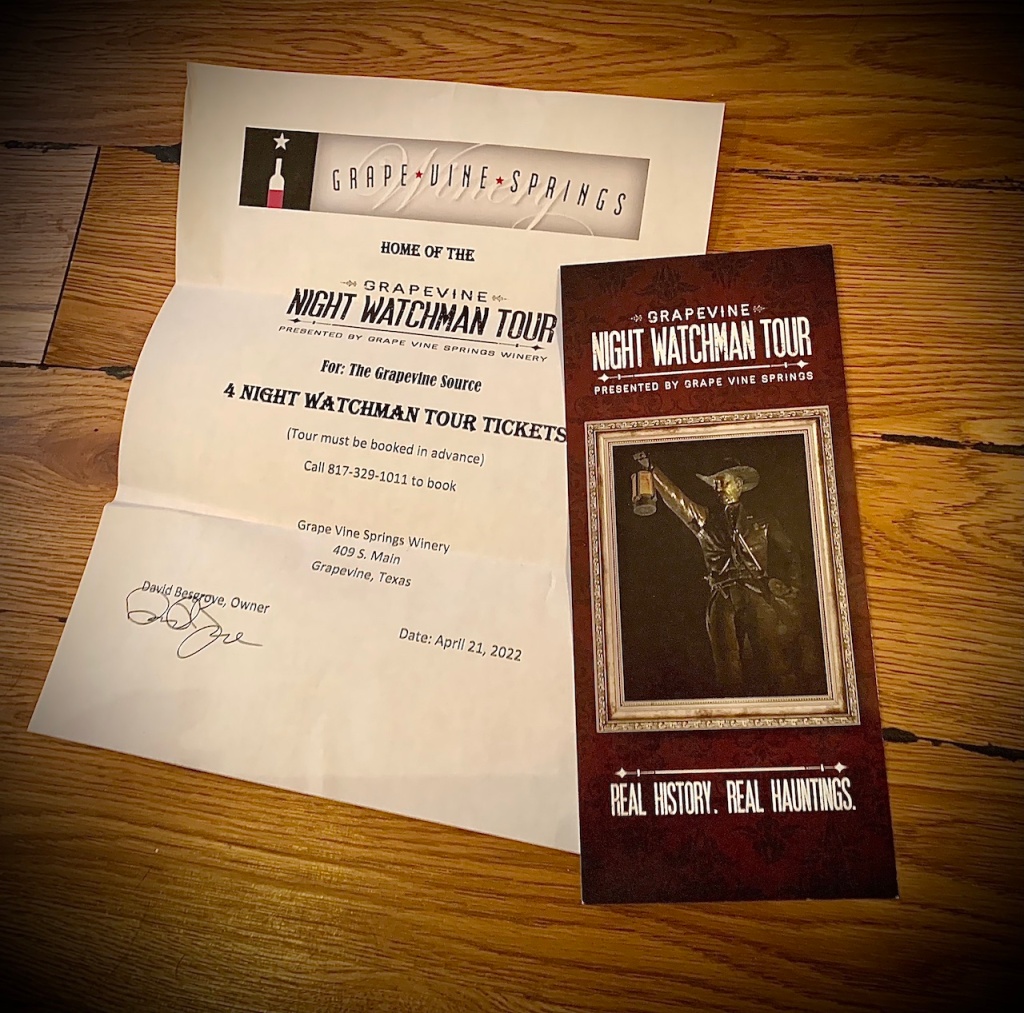 GRAPE★VINE★SPRINGS
Winery
HOME OF THE
GRAPEVINE
NIGHT WATCHMAN TOUR
PRESENTED BY GRAPE VINE SPRINGS WINERY
For: The Grapevine Source
4 NIGHT WATCHMAN TOUR TICKETS
(Tour must be booked in advance)
Call 817-329-1011 to book
Grape Vine Springs Winery
409 S. Main
Grapevine, Texas
David Besgrove, Owner
Date: April 21, 2022
GRAPEVINE
NIGHT WATCHMAN TOUR
PRESENTED BY GRAPE VINE SPRINGS
REAL HISTORY. REAL HAUNTINGS.